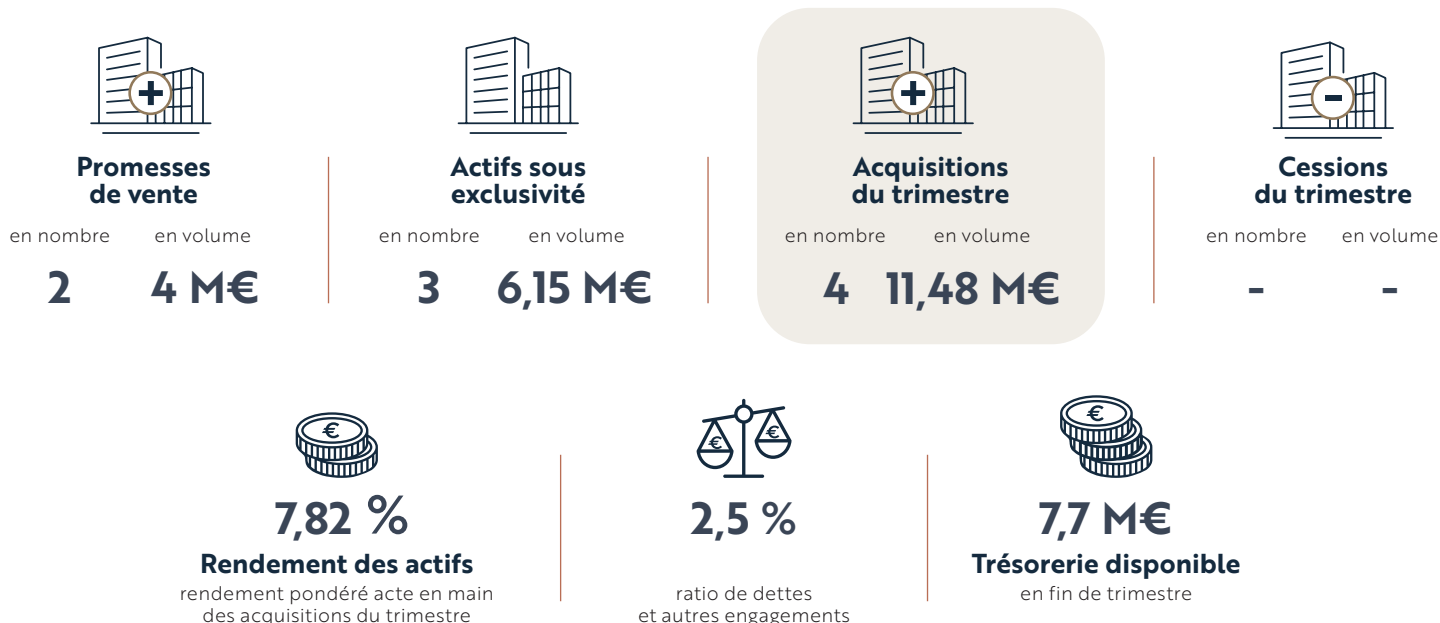 Promesses
de vente
en nombre en volume
2 4 M€
Actifs sous
exclusivité
en nombre en volume
3 6,15 M€
Acquisitions
du trimestre
en nombre en volume
4 11,48 M€
Cessions
du trimestre
en nombre en volume
- -
€
7,82 %
Rendement des actifs
rendement pondéré acte en main
des acquisitions du trimestre
€ €
2,5 %
ratio de dettes
et autres engagements
€
7,7 M€
Trésorerie disponible
en fin de trimestre